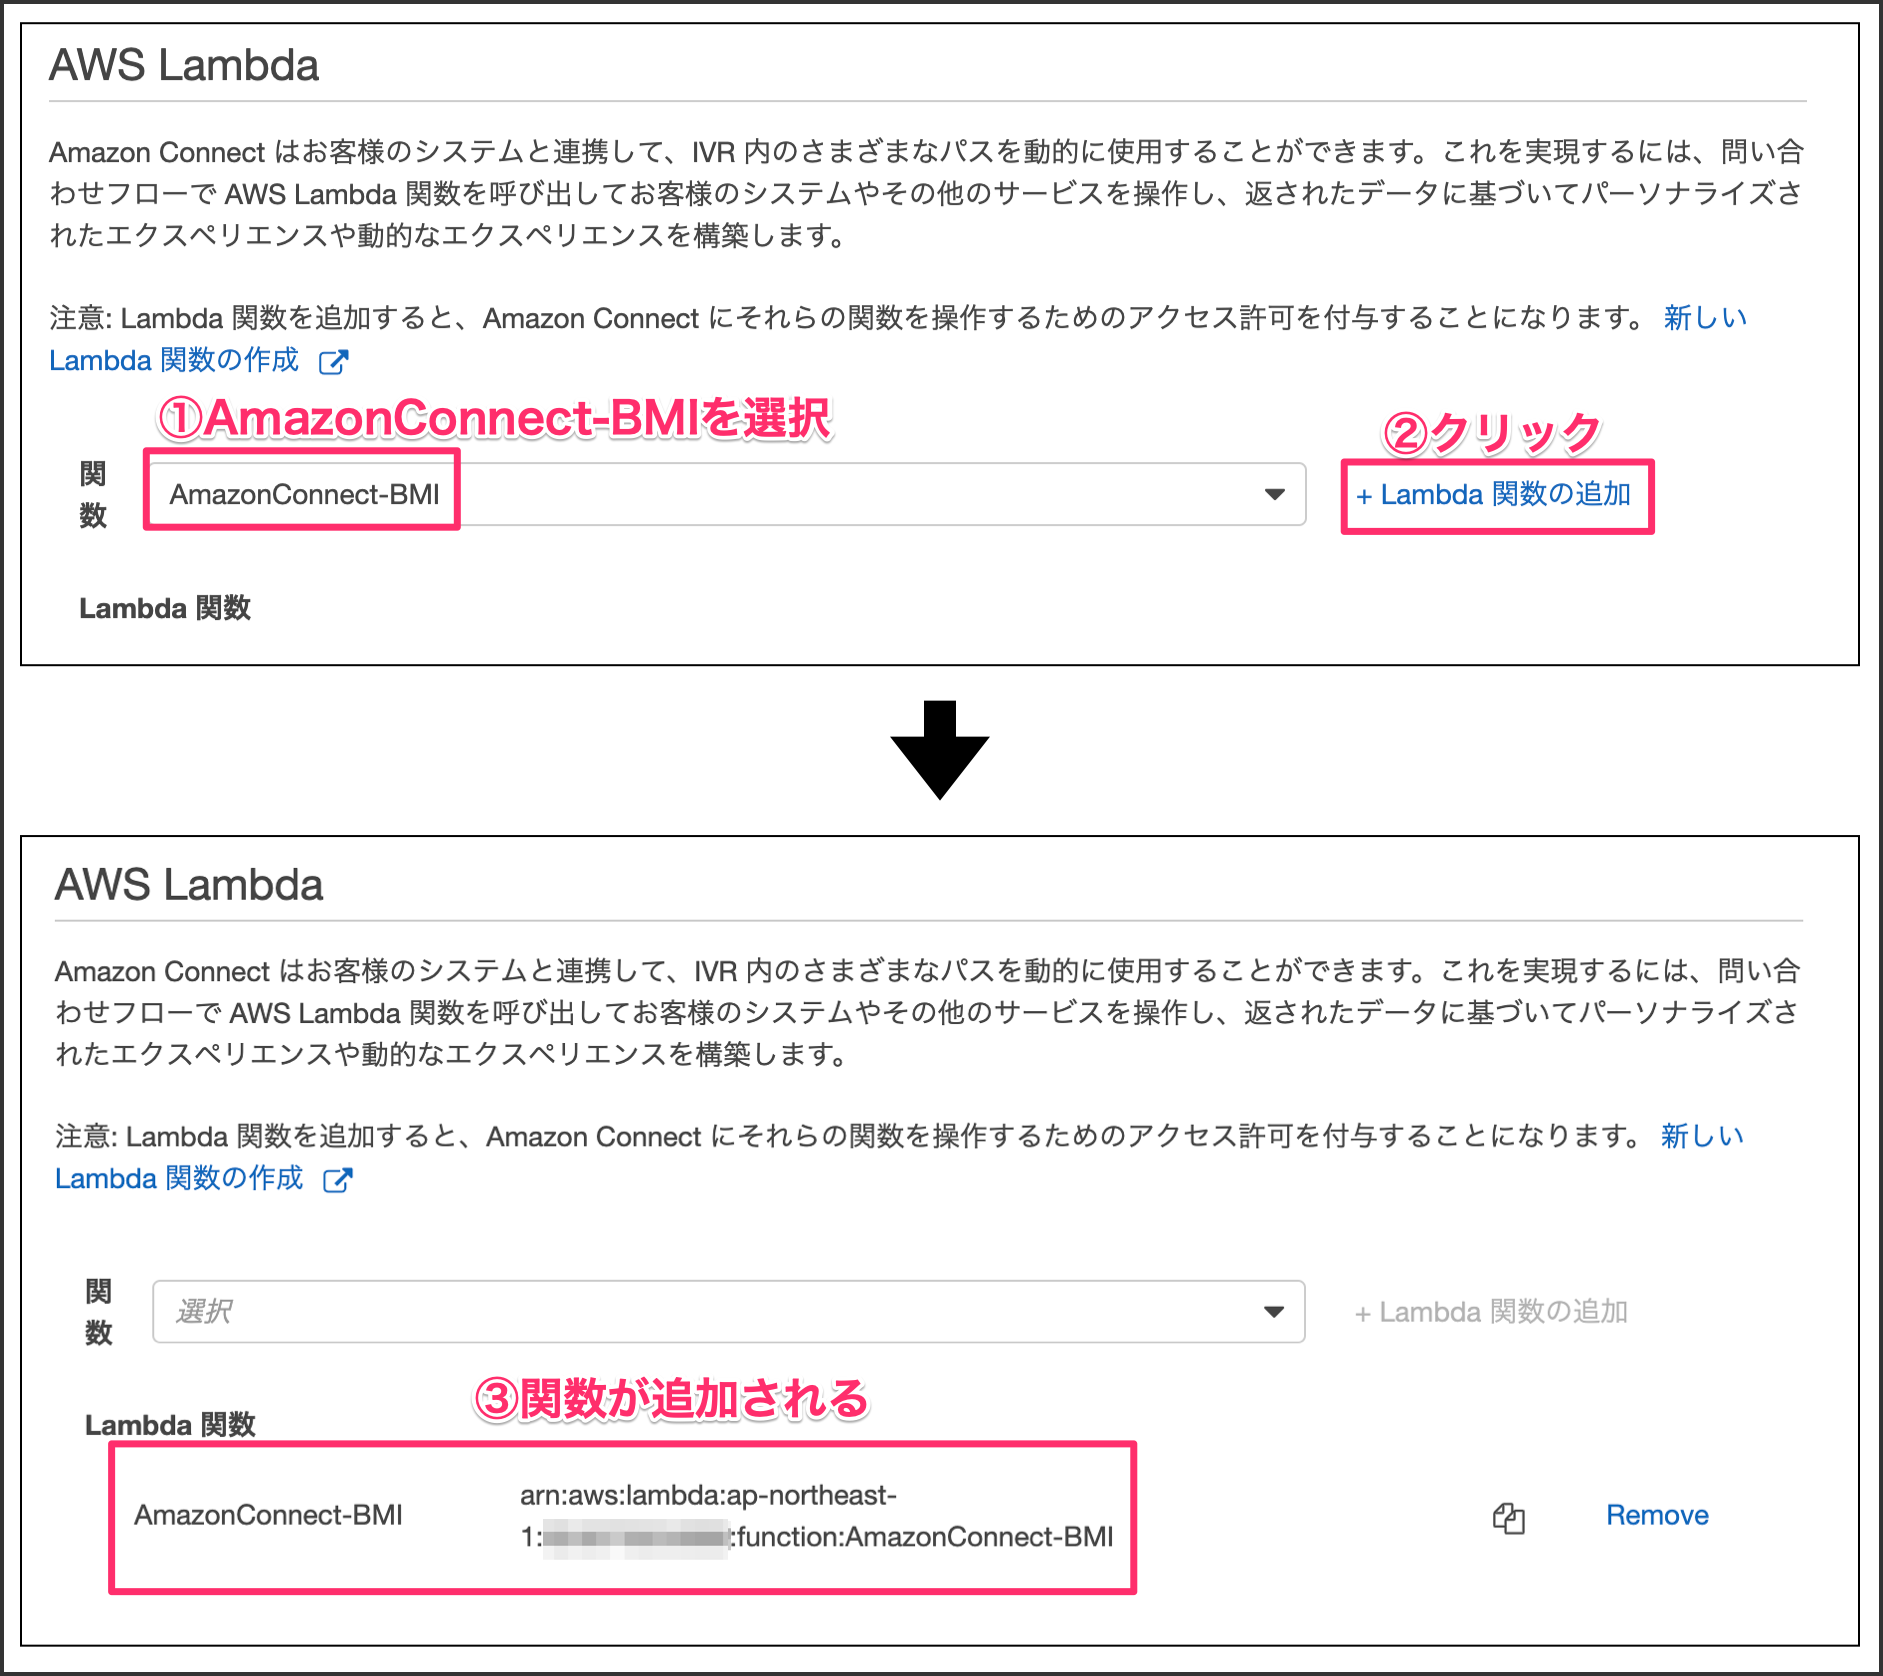 AWS Lambda
Amazon Connect はお客様のシステムと連携して、IVR 内のさまざまなパスを動的に使用することができます。これを実現するには、問い合
わせフローで AWS Lambda 関数を呼び出してお客様のシステムやその他のサービスを操作し、返されたデータに基づいてパーソナライズさ
れたエクスペリエンスや動的なエクスペリエンスを構築します。
注意: Lambda 関数を追加すると、Amazon Connect にそれらの関数を操作するためのアクセス許可を付与することになります。 新しい
Lambda 関数の作成
①AmazonConnect-BMIを選択
②クリック
関数
AmazonConnect-BMI
+ Lambda 関数の追加
Lambda 関数
AWS Lambda
Amazon Connect はお客様のシステムと連携して、IVR 内のさまざまなパスを動的に使用することができます。これを実現するには、問い合
わせフローで AWS Lambda 関数を呼び出してお客様のシステムやその他のサービスを操作し、返されたデータに基づいてパーソナライズさ
れたエクスペリエンスや動的なエクスペリエンスを構築します。
注意: Lambda 関数を追加すると、Amazon Connect にそれらの関数を操作するためのアクセス許可を付与することになります。 新しい
Lambda 関数の作成
関数
選択
+ Lambda 関数の追加
③関数が追加される
Lambda 関数
AmazonConnect-BMI
arn:aws:lambda:ap-northeast-
1: :function:AmazonConnect-BMI
Remove